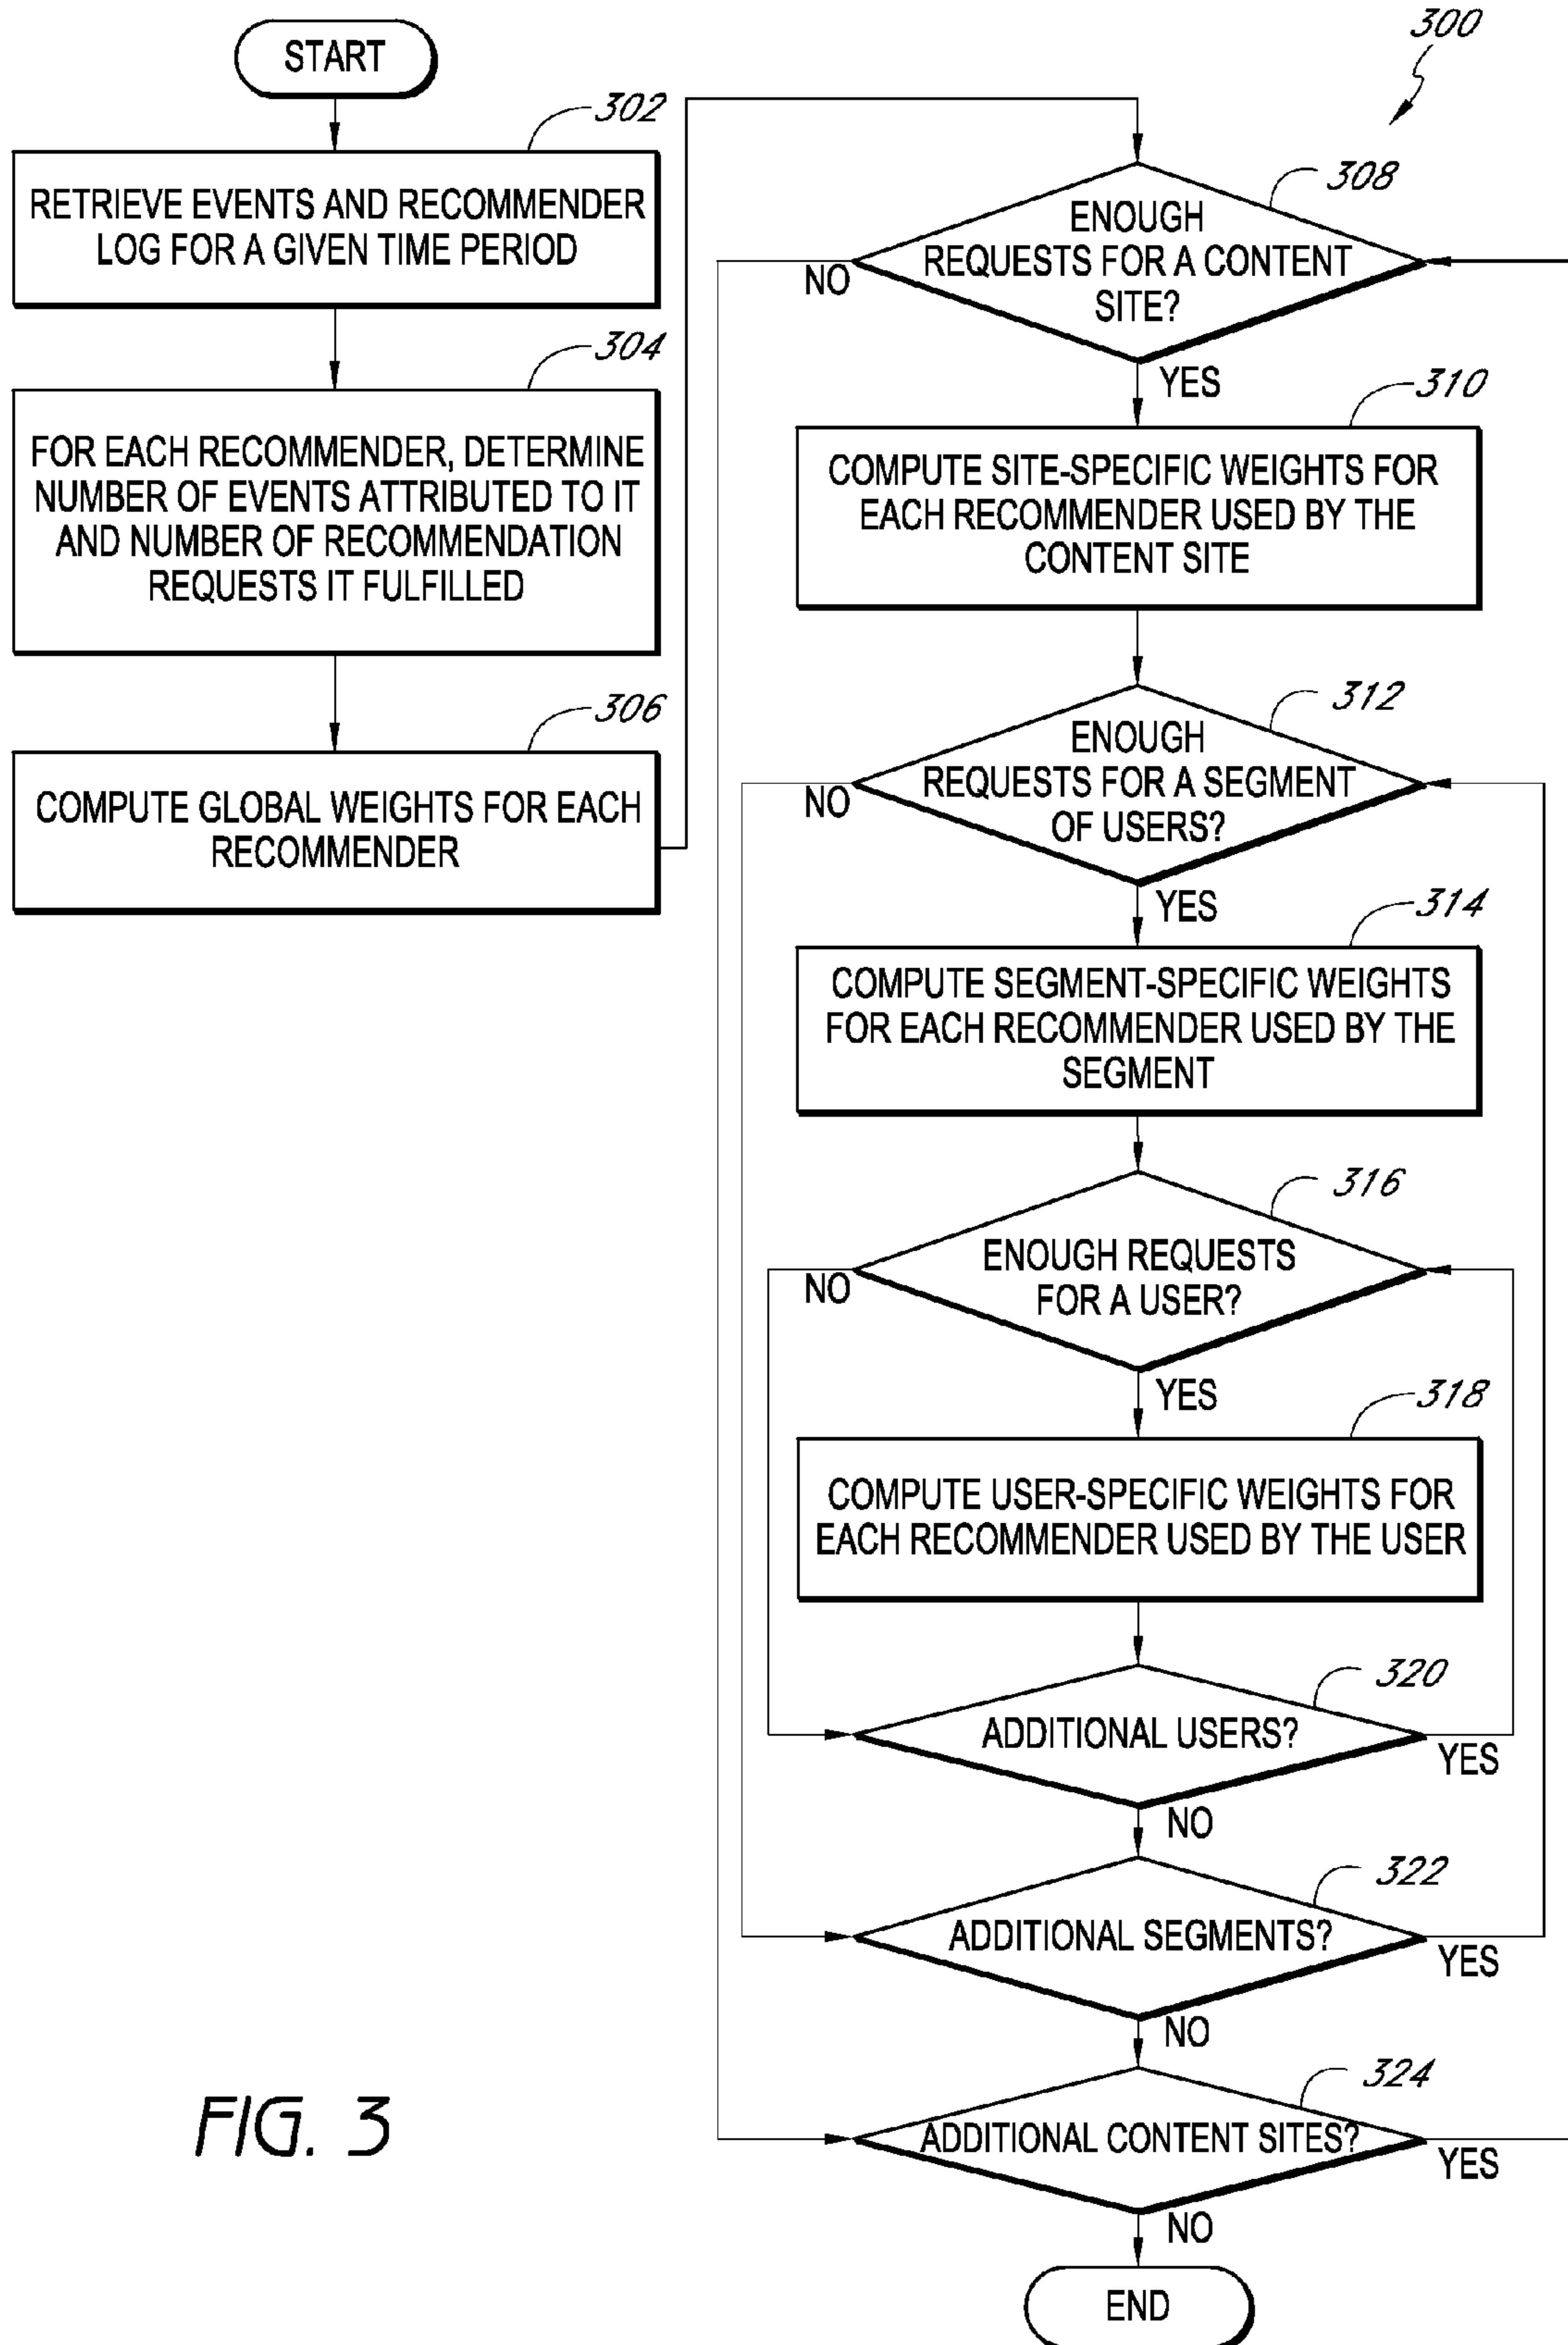 START
302
RETRIEVE EVENTS AND RECOMMENDER
LOG FOR A GIVEN TIME PERIOD
304
FOR EACH RECOMMENDER, DETERMINE
NUMBER OF EVENTS ATTRIBUTED TO IT
AND NUMBER OF RECOMMENDATION
REQUESTS IT FULFILLED
306
COMPUTE GLOBAL WEIGHTS FOR EACH
RECOMMENDER
300
308
ENOUGH
REQUESTS FOR A CONTENT
SITE?
NO
YES
310
COMPUTE SITE-SPECIFIC WEIGHTS FOR
EACH RECOMMENDER USED BY THE
CONTENT SITE
312
ENOUGH
REQUESTS FOR A SEGMENT
OF USERS?
NO
YES
314
COMPUTE SEGMENT-SPECIFIC WEIGHTS
FOR EACH RECOMMENDER USED BY THE
SEGMENT
316
ENOUGH REQUESTS
FOR A USER?
NO
YES
318
COMPUTE USER-SPECIFIC WEIGHTS FOR
EACH RECOMMENDER USED BY THE USER
320
ADDITIONAL USERS?
YES
NO
322
ADDITIONAL SEGMENTS?
YES
NO
324
ADDITIONAL CONTENT SITES?
YES
NO
END
FIG. 3